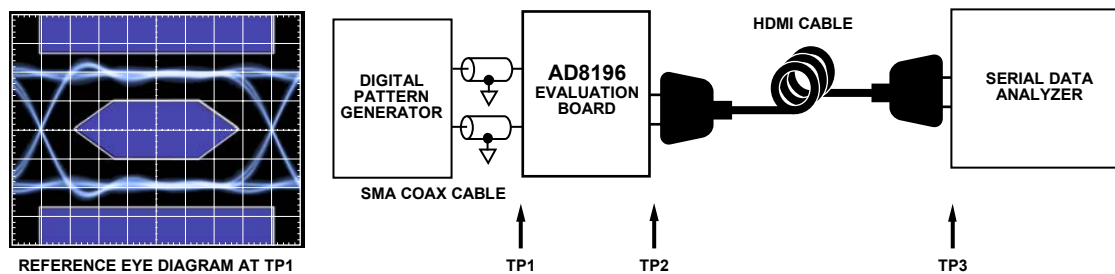 REFERENCE EYE DIAGRAM AT TP1
DIGITAL
PATTERN
GENERATOR
SMA COAX CABLE
AD8196
EVALUATION
BOARD
HDMI CABLE
SERIAL DATA
ANALYZER
TP1
TP2
TP3